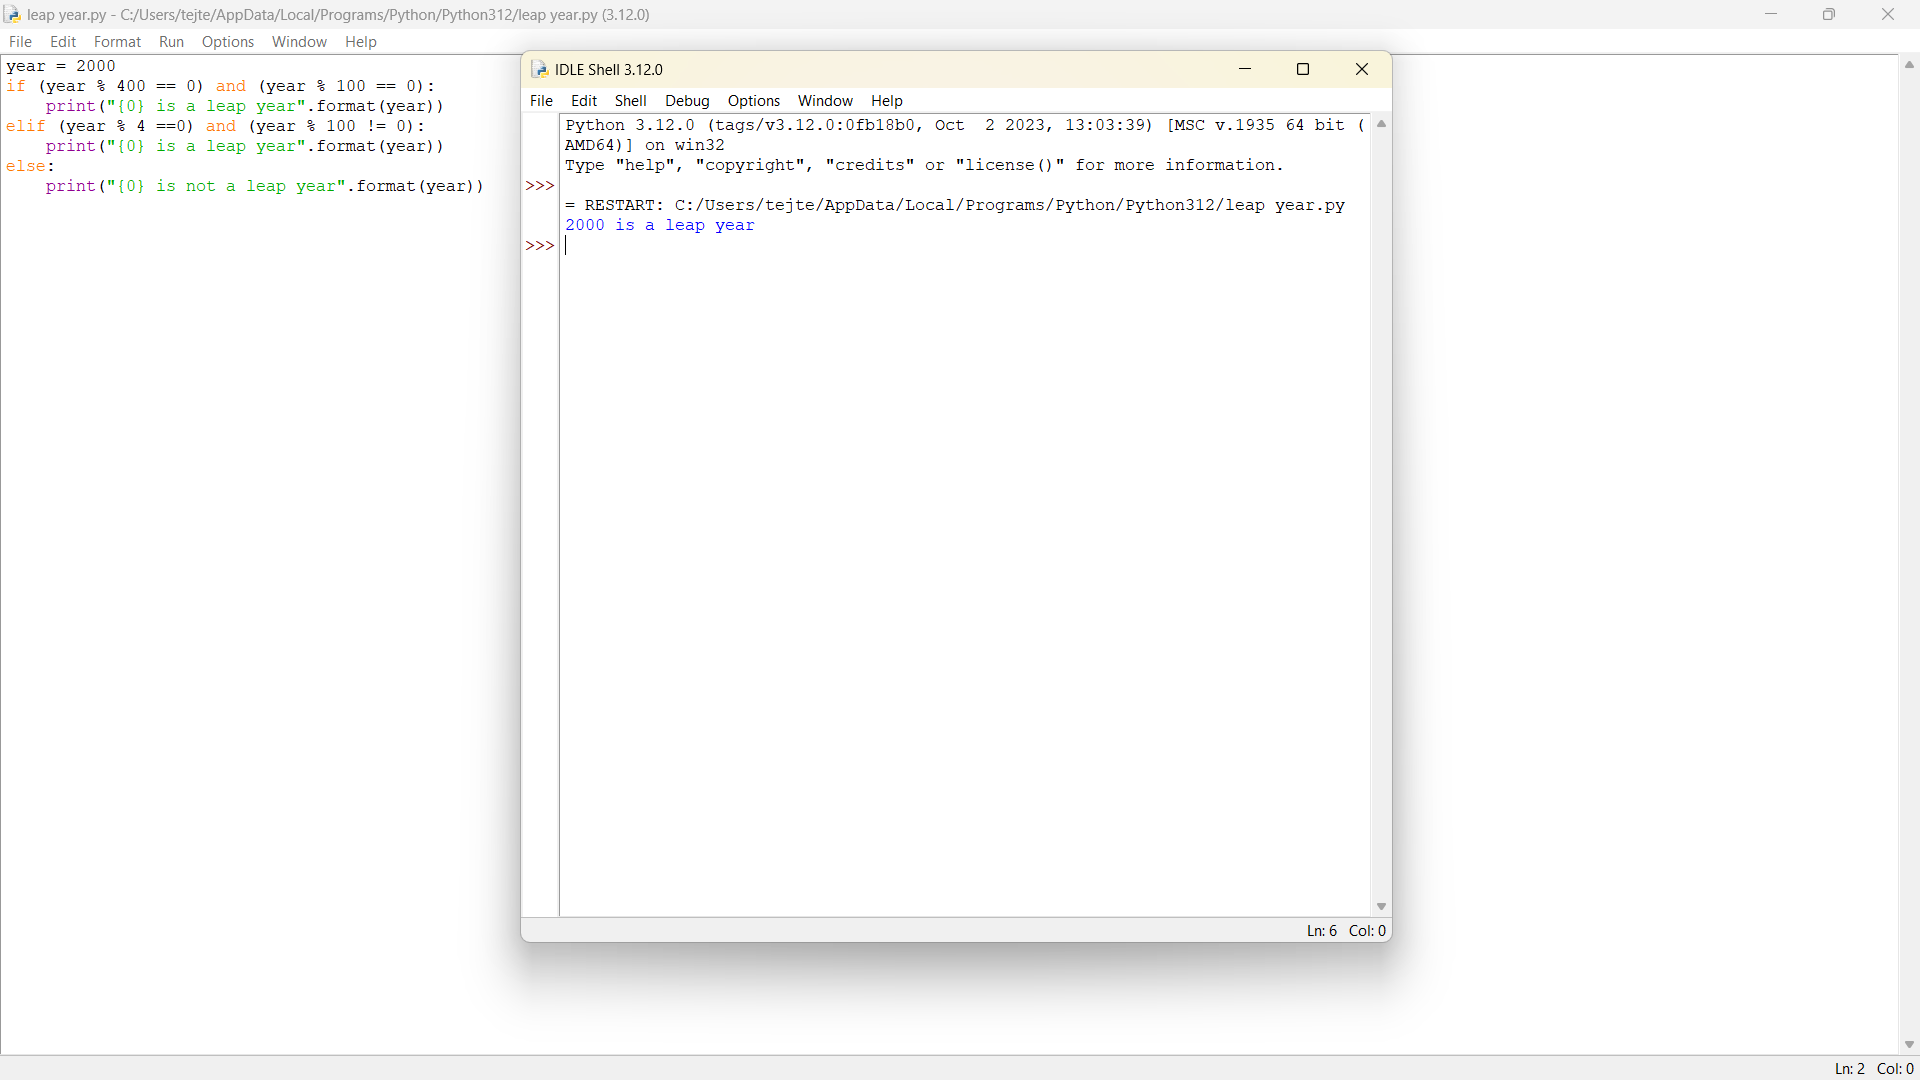 leap year.py - C:/Users/tejte/AppData/Local/Programs/Python/Python312/leap year.py (3.12.0)
File Edit Format Run Options Window Help
year = 2000
if (year % 400 == 0) and (year % 100 == 0):
    print("{0} is a leap year".format(year))
elif (year % 4 ==0) and (year % 100 != 0):
    print("{0} is a leap year".format(year))
else:
    print("{0} is not a leap year".format(year))
IDLE Shell 3.12.0
File Edit Shell Debug Options Window Help
Python 3.12.0 (tags/v3.12.0:0fb18b0, Oct  2 2023, 13:03:39) [MSC v.1935 64 bit (
AMD64)] on win32
Type "help", "copyright", "credits" or "license()" for more information.
>>>
= RESTART: C:/Users/tejte/AppData/Local/Programs/Python/Python312/leap year.py
2000 is a leap year
>>>
Ln: 6 Col: 0
Ln: 2 Col: 0